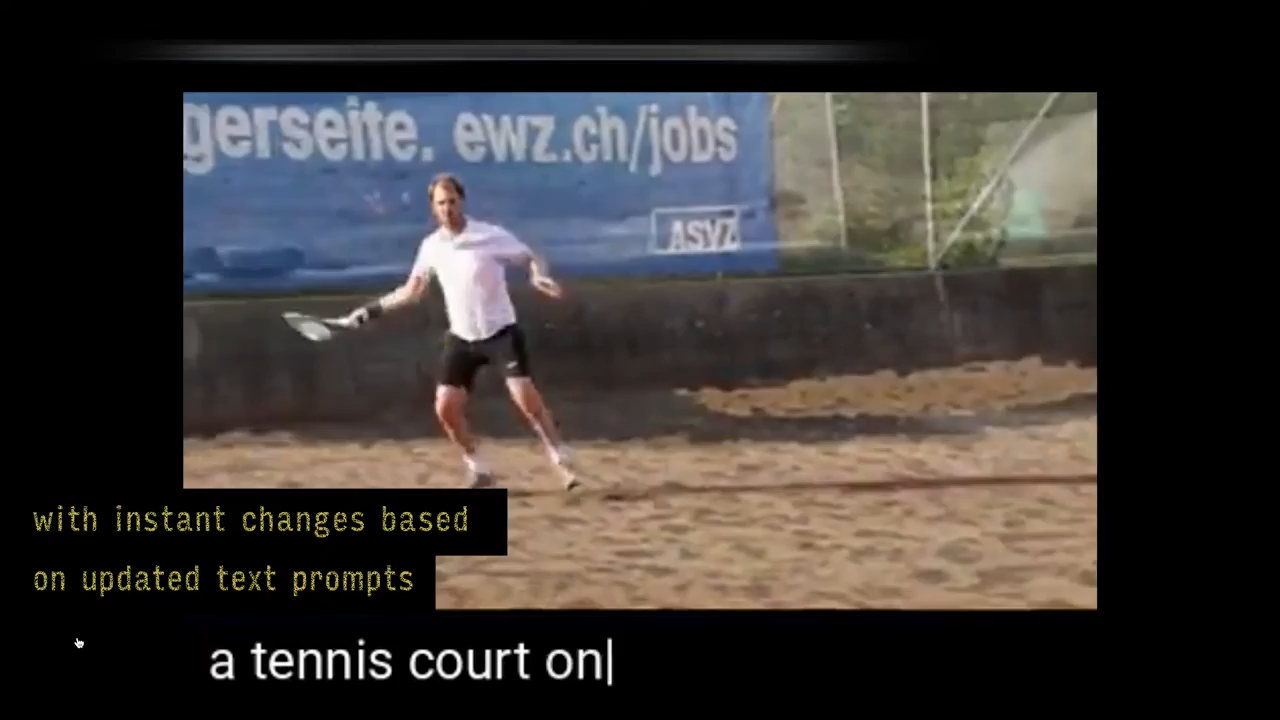 gerseite. ewz.ch/jobs
ASVZ
with instant changes based
on updated text prompts
a tennis court on